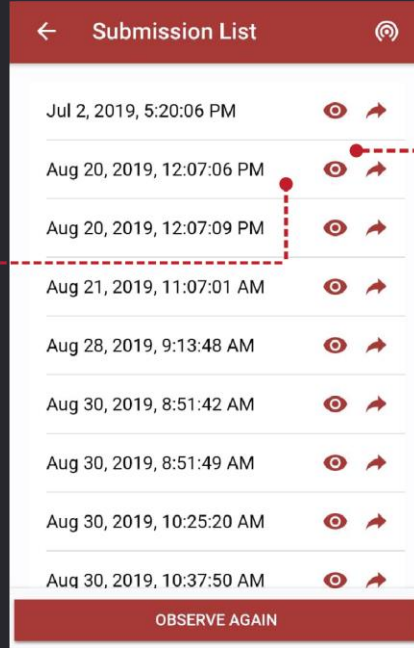 Submission List
Jul 2, 2019, 5:20:06 PM
Aug 20, 2019, 12:07:06 PM
Aug 20, 2019, 12:07:09 PM
Aug 21, 2019, 11:07:01 AM
Aug 28, 2019, 9:13:48 AM
Aug 30, 2019, 8:51:42 AM
Aug 30, 2019, 8:51:49 AM
Aug 30, 2019, 10:25:20 AM
Aug 30, 2019, 10:37:50 AM
OBSERVE AGAIN